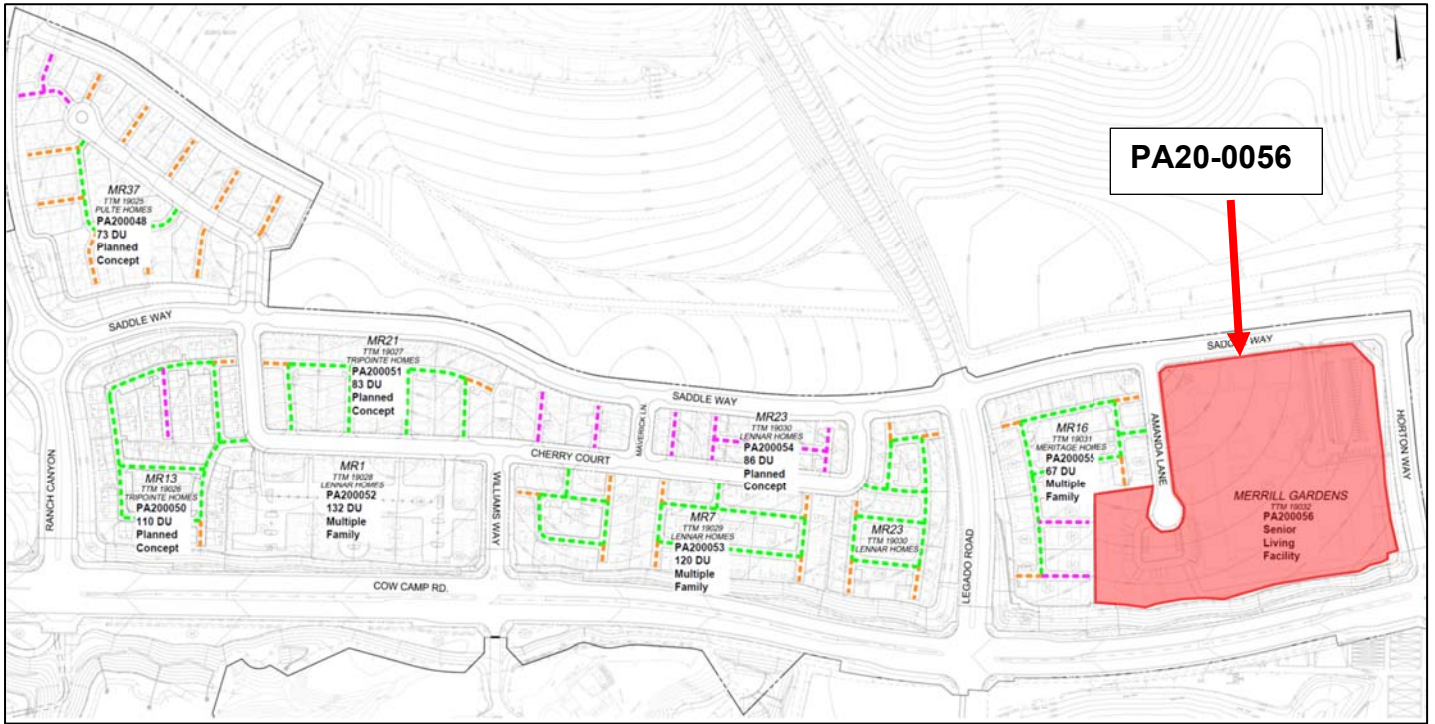 PA20-0056
MR37
TTM 19025
PULTE HOMES
PA200048
73 DU
Planned
Concept
SADDLE WAY
MR21
TTM 19027
TRIPOINTE HOMES
PA200051
83 DU
Planned
Concept
SADDLE WAY
SADDLE WAY
MR23
TTM 19030
LENNAR HOMES
PA200054
86 DU
Planned
Concept
MAVERICK LN.
CHERRY COURT
MR16
TTM 19031
MERITAGE HOMES
PA200055
67 DU
Multiple
Family
AMANDA LANE
HORTON WAY
RANCH CANYON
MR13
TTM 19026
TRIPOINTE HOMES
PA200050
110 DU
Planned
Concept
MR1
TTM 19028
LENNAR HOMES
PA200052
132 DU
Multiple
Family
WILLIAMS WAY
MR7
TTM 19029
LENNAR HOMES
PA200053
120 DU
Multiple
Family
MR23
TTM 19030
LENNAR HOMES
LEGADO ROAD
MERRILL GARDENS
TTM 19032
PA200056
Senior
Living
Facility
COW CAMP RD.